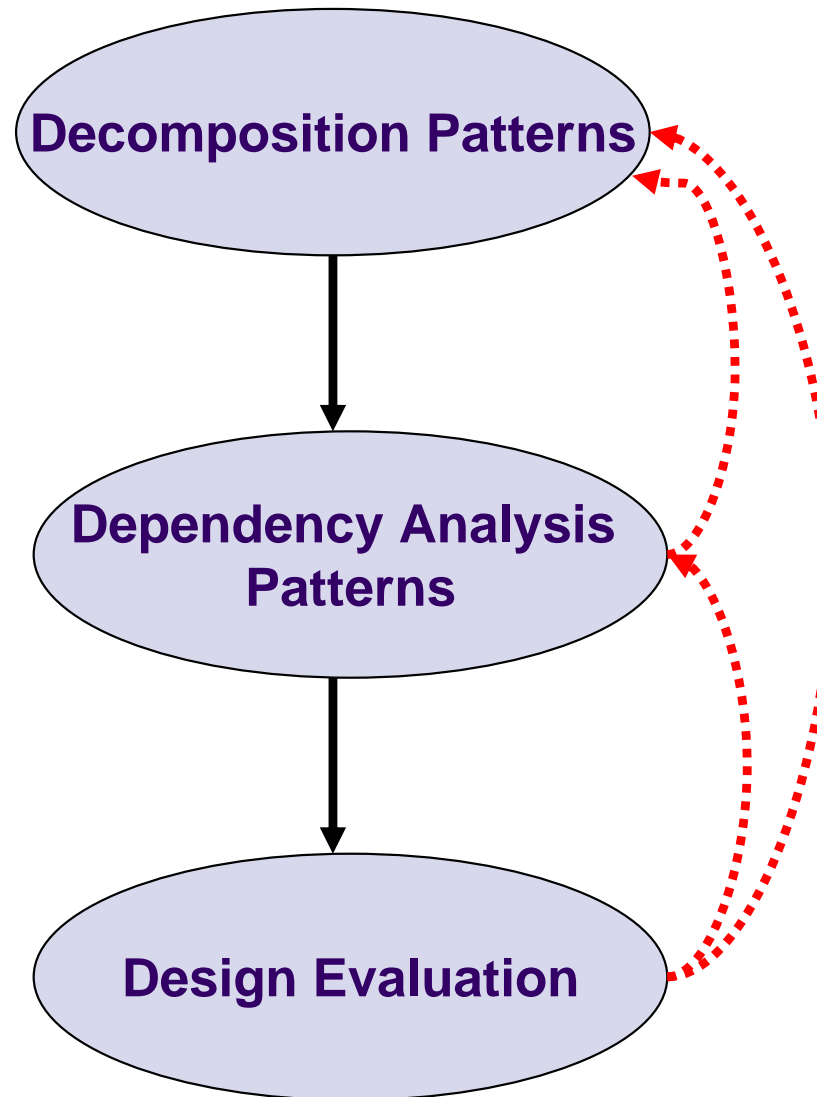 Decomposition Patterns
Dependency Analysis
Patterns
Design Evaluation